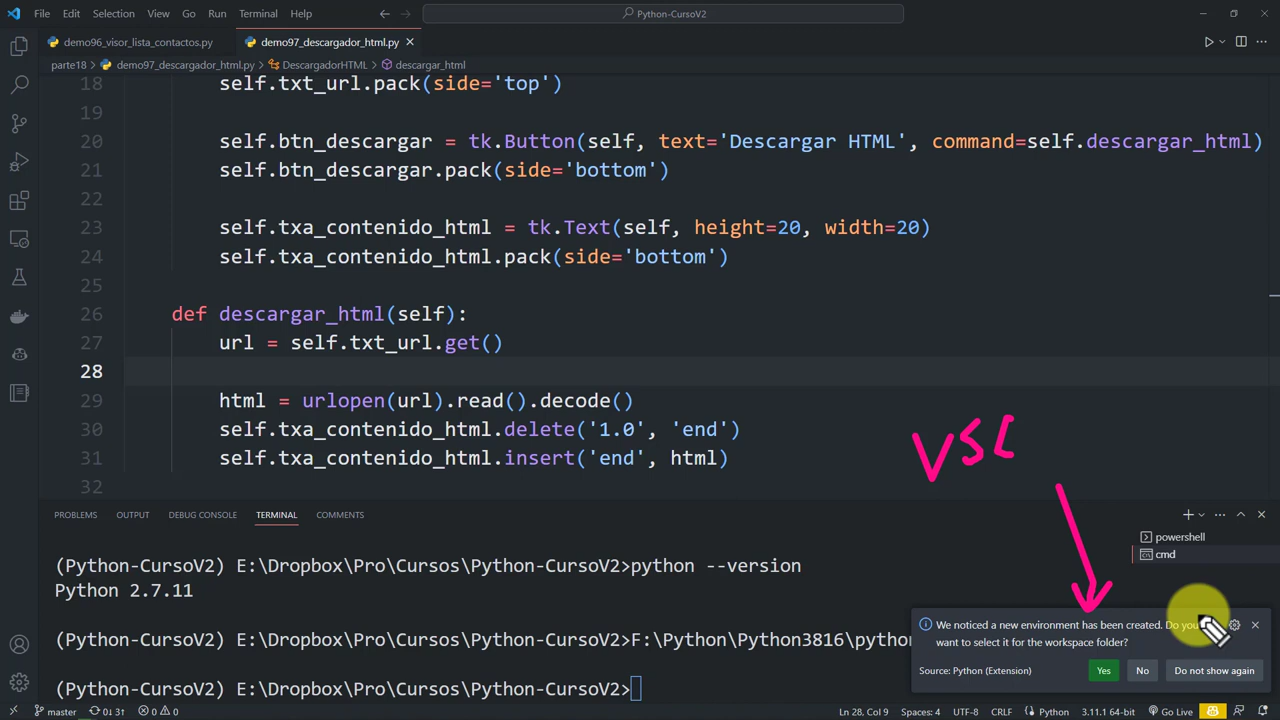 File Edit Selection View Go Run Terminal Help
Python-CursoV2
demo96_visor_lista_contactos.py
demo97_descargador_html.py
parte18 > demo97_descargador_html.py > DescargadorHTML > descargar_html
18 self.txt_url.pack(side='top')
19
20 self.btn_descargar = tk.Button(self, text='Descargar HTML', command=self.descargar_html)
21 self.btn_descargar.pack(side='bottom')
22
23 self.txa_contenido_html = tk.Text(self, height=20, width=20)
24 self.txa_contenido_html.pack(side='bottom')
25
26 def descargar_html(self):
27 url = self.txt_url.get()
28
29 html = urlopen(url).read().decode()
30 self.txa_contenido_html.delete('1.0', 'end')
31 self.txa_contenido_html.insert('end', html)
32
VSC
PROBLEMS OUTPUT DEBUG CONSOLE TERMINAL COMMENTS
powershell
cmd
(Python-CursoV2) E:\Dropbox\Pro\Cursos\Python-CursoV2>python --version
Python 2.7.11
(Python-CursoV2) E:\Dropbox\Pro\Cursos\Python-CursoV2>F:\Python\Python3816\python
(Python-CursoV2) E:\Dropbox\Pro\Cursos\Python-CursoV2>
We noticed a new environment has been created. Do you
want to select it for the workspace folder?
Source: Python (Extension)
Yes No Do not show again
master 0↓ 3↑ 0 0 Ln 28, Col 9 Spaces: 4 UTF-8 CRLF Python 3.11.1 64-bit Go Live